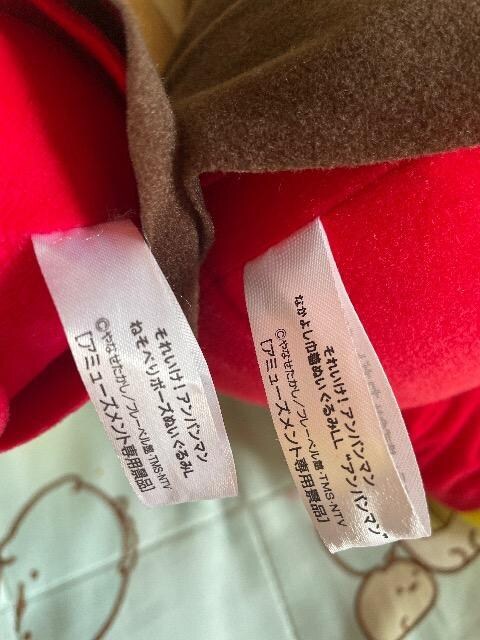 それいけ！アンパンマン
ねそべりポーズぬいぐるみL
©やなせたかし/フレーベル館・TMS・NTV
[アミューズメント専用景品]
それいけ！アンパンマン
なかよし巾着ぬいぐるみLL “アンパンマン”
©やなせたかし/フレーベル館・TMS・NTV
[アミューズメント専用景品]